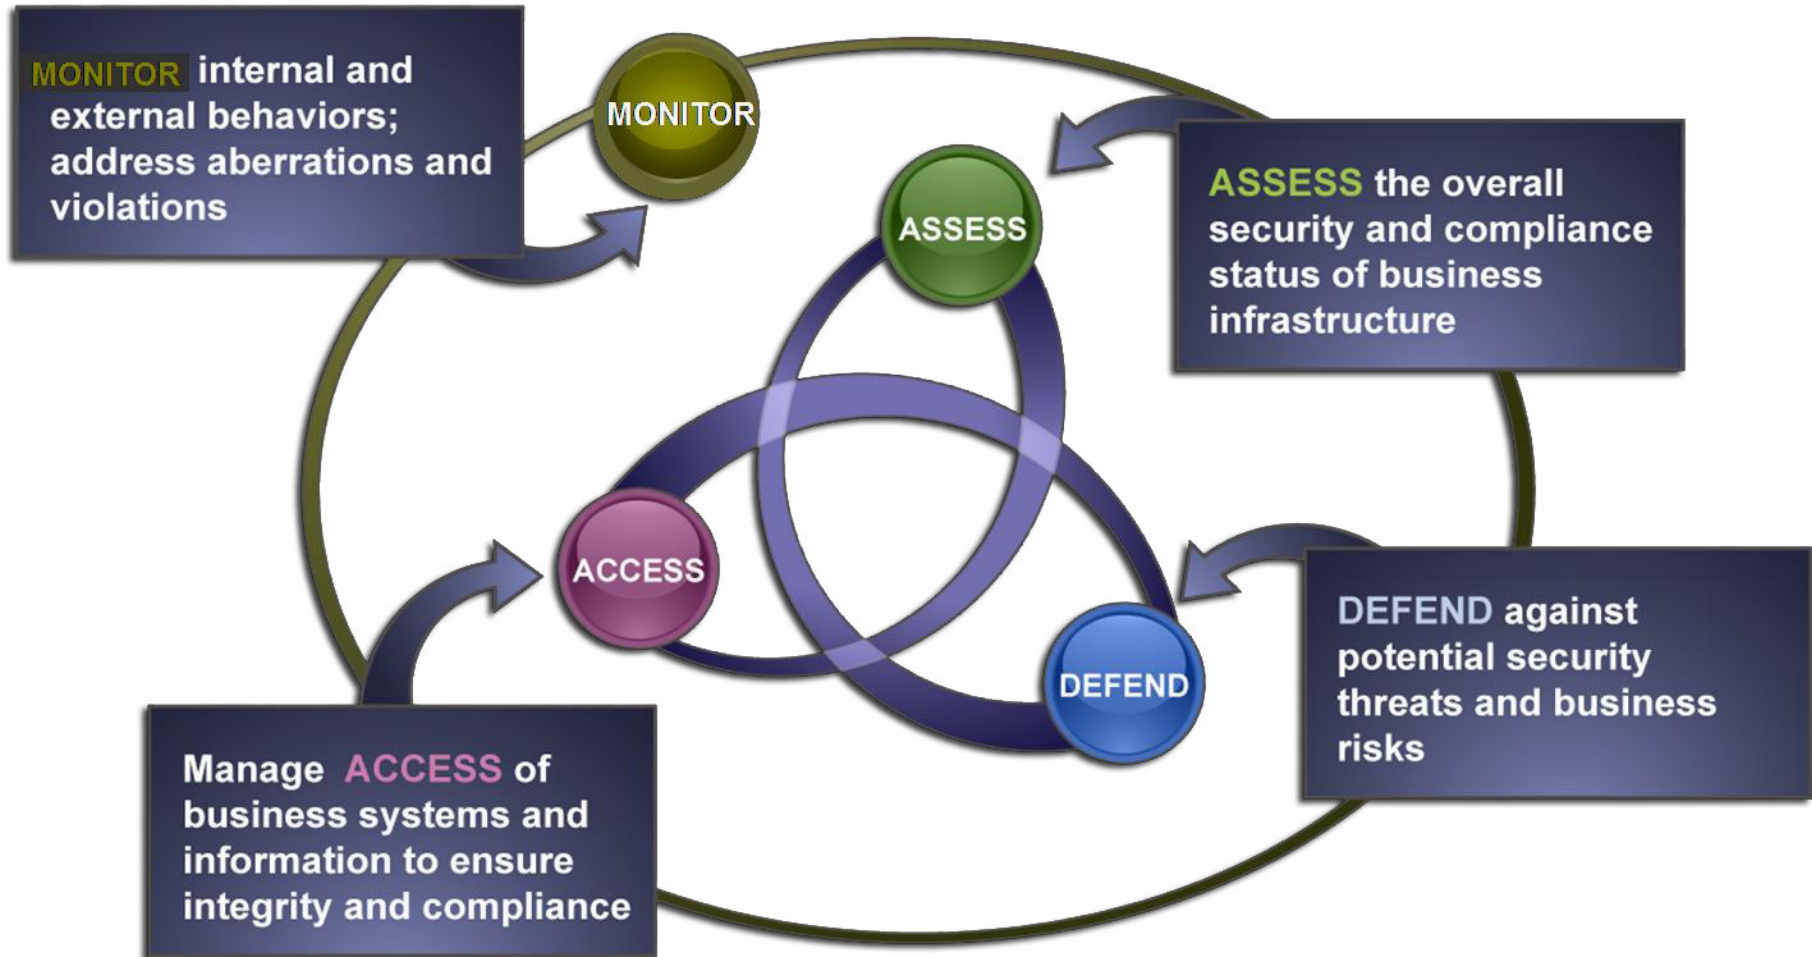 MONITOR internal and
external behaviors;
address aberrations and
violations
MONITOR
ASSESS
ASSESS the overall
security and compliance
status of business
infrastructure
ACCESS
DEFEND
DEFEND against
potential security
threats and business
risks
Manage ACCESS of
business systems and
information to ensure
integrity and compliance